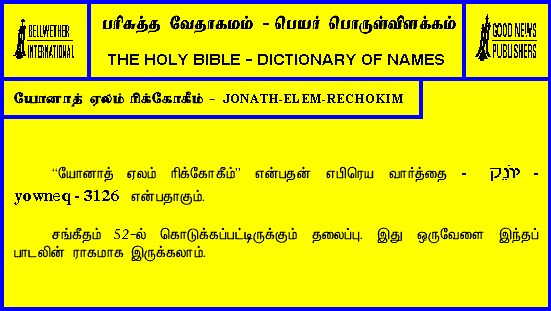 BELLWETHER
INTERNATIONAL
பரிசுத்த வேதாகமம் - பெயர் பொருள்விளக்கம்
THE HOLY BIBLE - DICTIONARY OF NAMES
GOOD NEWS
PUBLISHERS
யோனாத் ஏலம் ரிக்கோகீம் - JONATH-ELEM-RECHOKIM
“யோனாத் ஏலம் ரிக்கோகீம்” என்பதன் எபிரெய வார்த்தை - יוֹנֵק -
yowneq - 3126 என்பதாகும்.
சங்கீதம் 52-ல் கொடுக்கப்பட்டிருக்கும் தலைப்பு. இது ஒருவேளை இந்தப்
பாடலின் ராகமாக இருக்கலாம்.